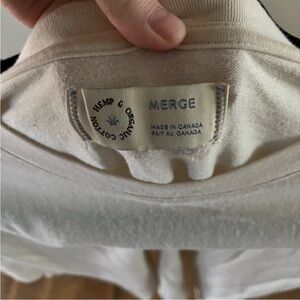 HEMP & ORGANIC COTTON
MERGE
MADE IN CANADA
FAIT AU CANADA